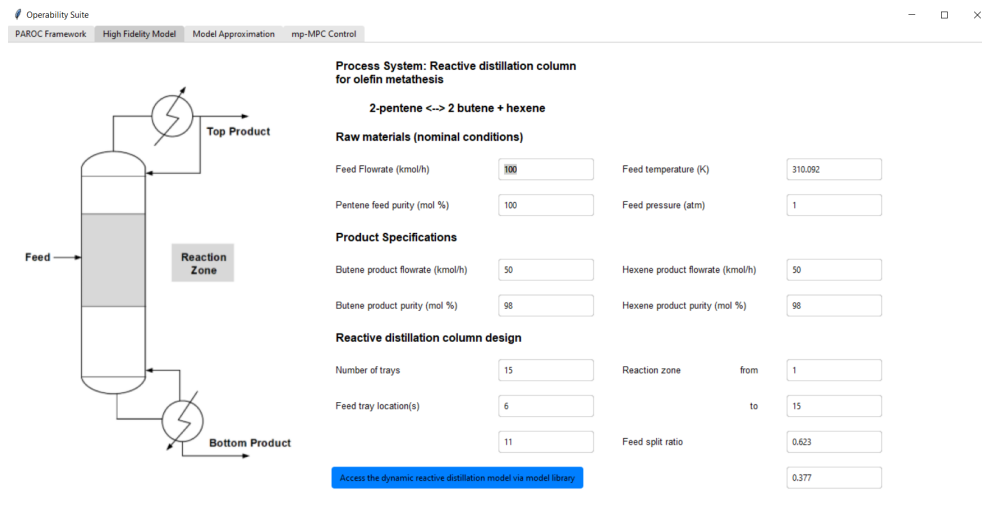 Operability Suite
PAROC Framework High Fidelity Model Model Approximation mp-MPC Control
Process System: Reactive distillation column
for olefin metathesis
2-pentene <--> 2 butene + hexene
Raw materials (nominal conditions)
Feed Flowrate (kmol/h) 100 Feed temperature (K) 310.092
Pentene feed purity (mol %) 100 Feed pressure (atm) 1
Product Specifications
Butene product flowrate (kmol/h) 50 Hexene product flowrate (kmol/h) 50
Butene product purity (mol %) 98 Hexene product purity (mol %) 98
Reactive distillation column design
Number of trays 15 Reaction zone from 1
Feed tray location(s) 6 to 15
11 Feed split ratio 0.623
Access the dynamic reactive distillation model via model library 0.377
Top Product
Feed
Reaction
Zone
Bottom Product